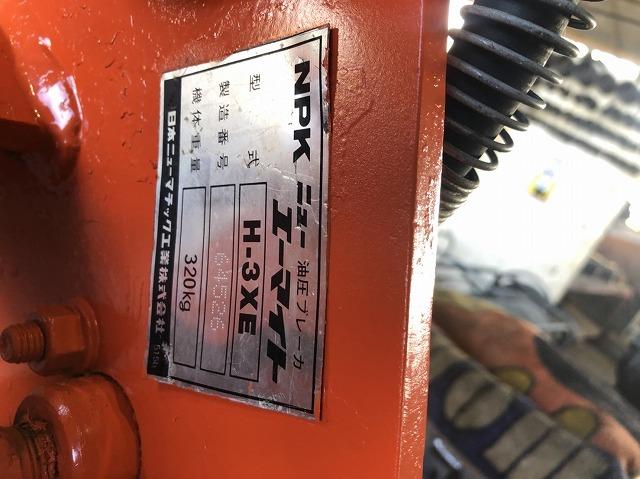 NPK ニューエーマイト
油圧ブレーカ
型式 H-3XE
製造番号 64526
機体重量 320kg
日本ニューマチック工業株式会社